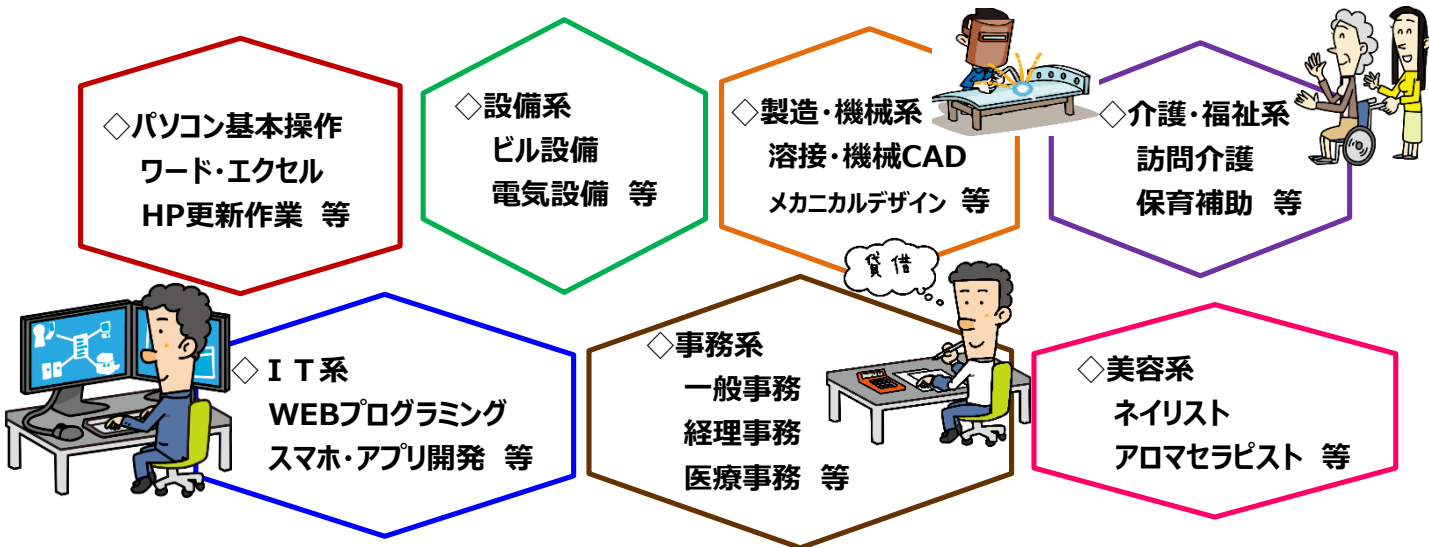 ◇パソコン基本操作
ワード・エクセル
HP更新作業 等
◇設備系
ビル設備
電気設備 等
◇製造・機械系
溶接・機械CAD
メカニカルデザイン 等
◇介護・福祉系
訪問介護
保育補助 等
◇ＩＴ系
WEBプログラミング
スマホ・アプリ開発 等
貸借
◇事務系
一般事務
経理事務
医療事務 等
◇美容系
ネイリスト
アロマセラピスト 等